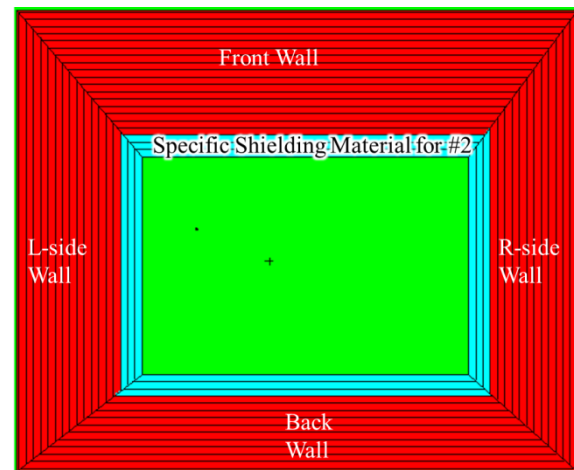 Front Wall
Specific Shielding Material for #2
L-side
Wall
R-side
Wall
Back
Wall